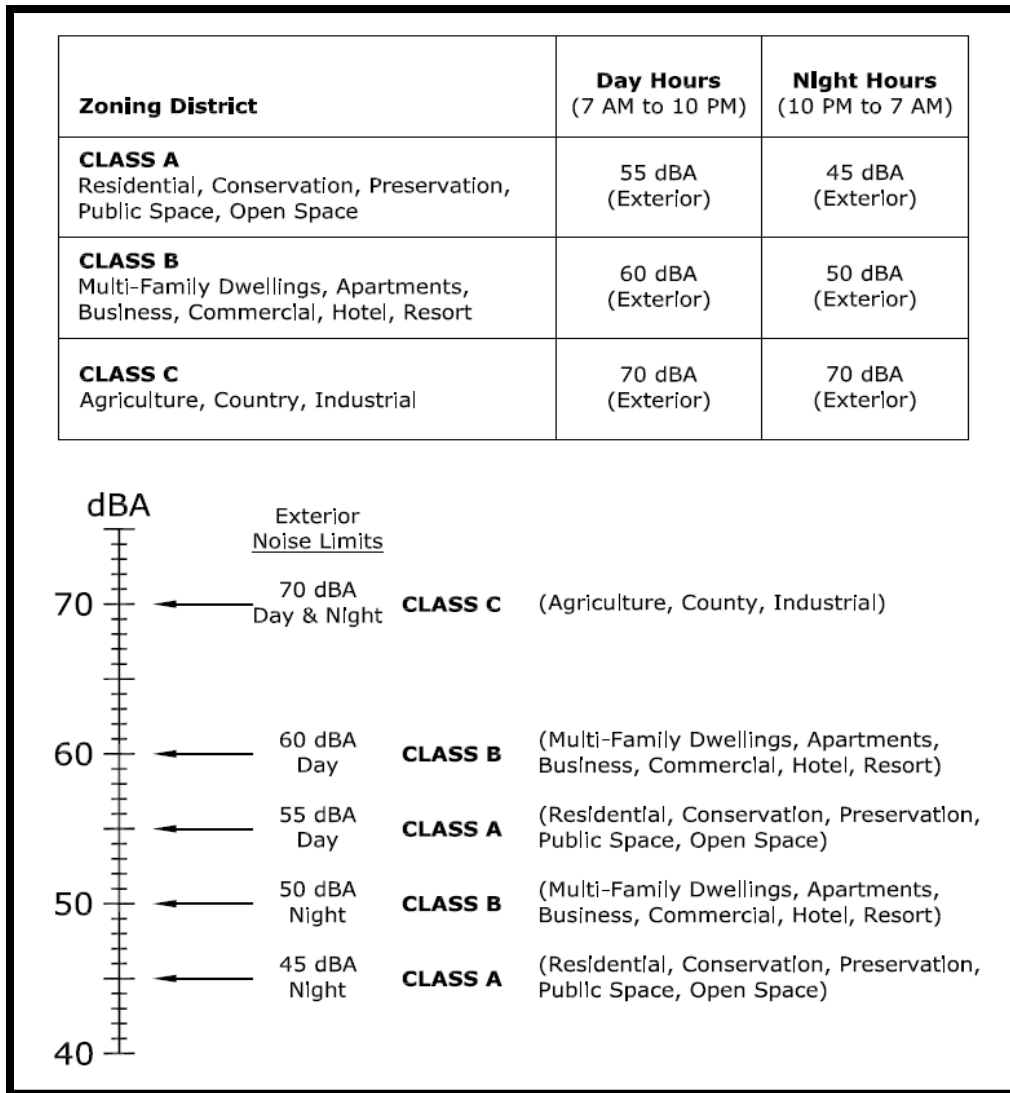 Zoning District
Day Hours
(7 AM to 10 PM)
Night Hours
(10 PM to 7 AM)
CLASS A
Residential, Conservation, Preservation,
Public Space, Open Space
55 dBA
(Exterior)
45 dBA
(Exterior)
CLASS B
Multi-Family Dwellings, Apartments,
Business, Commercial, Hotel, Resort
60 dBA
(Exterior)
50 dBA
(Exterior)
CLASS C
Agriculture, Country, Industrial
70 dBA
(Exterior)
70 dBA
(Exterior)
dBA
Exterior
Noise Limits
70
70 dBA
Day & Night
CLASS C
(Agriculture, County, Industrial)
60
60 dBA
Day
CLASS B
(Multi-Family Dwellings, Apartments,
Business, Commercial, Hotel, Resort)
55 dBA
Day
CLASS A
(Residential, Conservation, Preservation,
Public Space, Open Space)
50
50 dBA
Night
CLASS B
(Multi-Family Dwellings, Apartments,
Business, Commercial, Hotel, Resort)
45 dBA
Night
CLASS A
(Residential, Conservation, Preservation,
Public Space, Open Space)
40